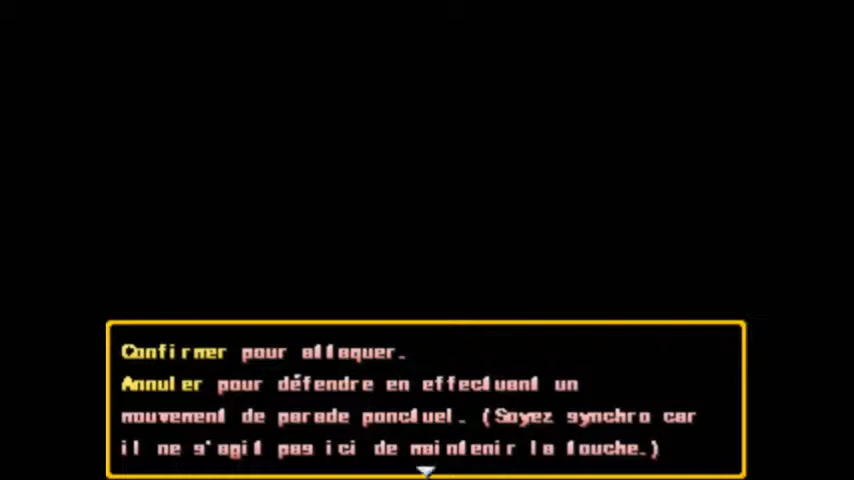 Confirmer pour attaquer.
Annuler pour défendre en effectuant un
mouvement de parade ponctuel. (Soyez synchro car
il ne s'agit pas ici de maintenir la touche.)